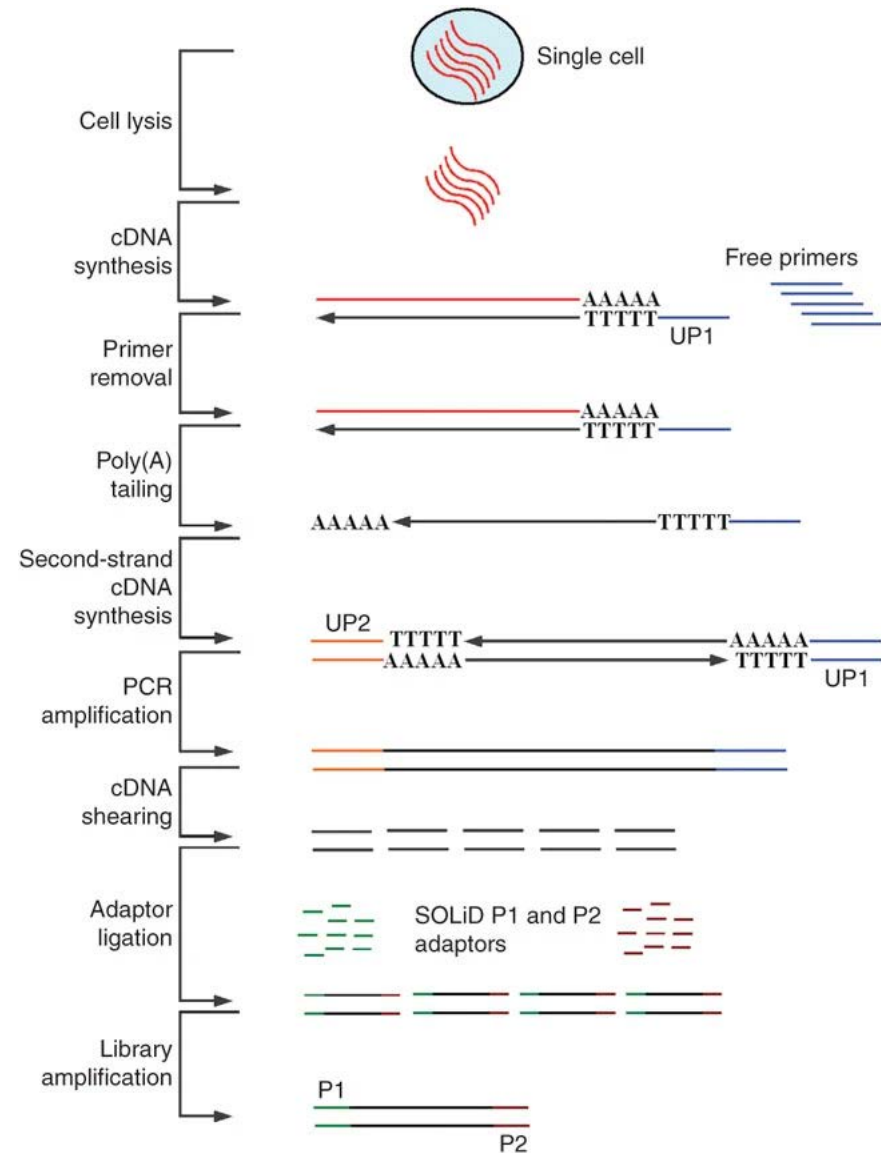 Single cell
Cell lysis
cDNA
synthesis
Free primers
AAAAA
TTTTT
UP1
Primer
removal
AAAAA
TTTTT
Poly(A)
tailing
AAAAA TTTTT
Second-strand
cDNA
synthesis
UP2
TTTTT AAAAA
AAAAA TTTTT
UP1
PCR
amplification
cDNA
shearing
Adaptor
ligation
SOLiD P1 and P2
adaptors
Library
amplification
P1
P2